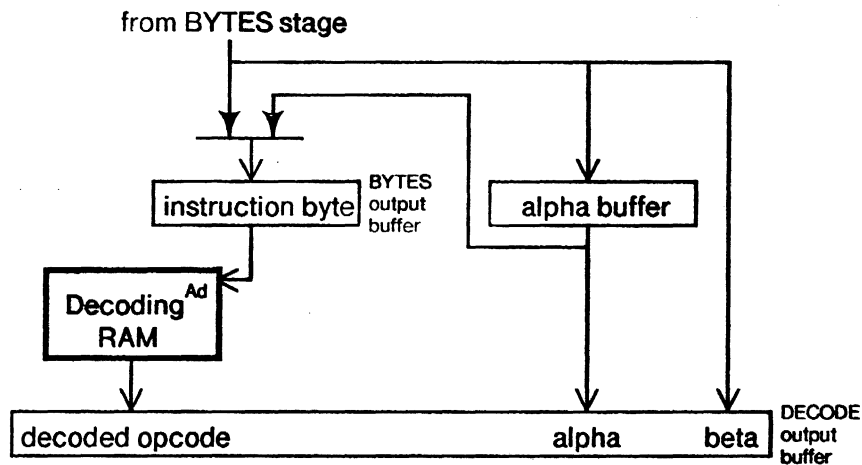 from BYTES stage
instruction byte
BYTES
output
buffer
alpha buffer
Decoding Ad
RAM
decoded opcode
alpha
beta
DECODE
output
buffer